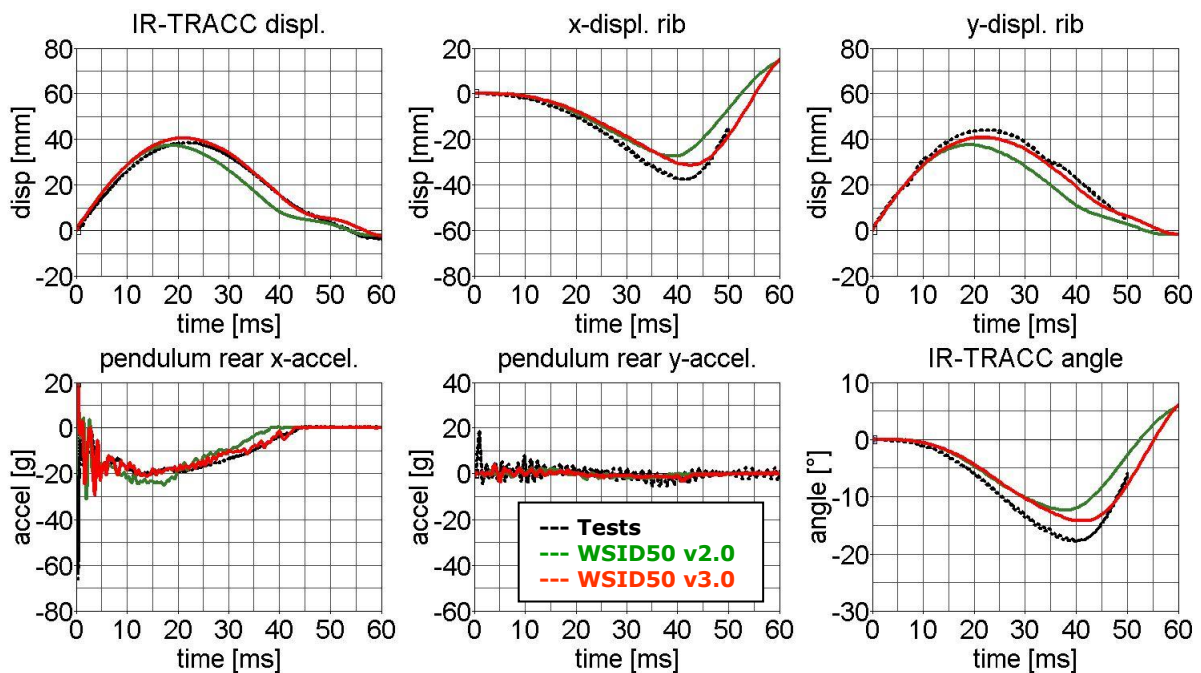 IR-TRACC displ.
x-displ. rib
y-displ. rib
disp [mm]
80
60
40
20
0
-20
0 10 20 30 40 50 60
time [ms]
disp [mm]
20
0
-20
-40
-60
-80
0 10 20 30 40 50 60
time [ms]
disp [mm]
80
60
40
20
0
-20
0 10 20 30 40 50 60
time [ms]
pendulum rear x-accel.
pendulum rear y-accel.
IR-TRACC angle
accel [g]
20
0
-20
-40
-60
-80
0 10 20 30 40 50 60
time [ms]
accel [g]
40
20
0
-20
-40
-60
0 10 20 30 40 50 60
time [ms]
Tests
WSID50 v2.0
WSID50 v3.0
angle [°]
10
0
-10
-20
-30
0 10 20 30 40 50 60
time [ms]